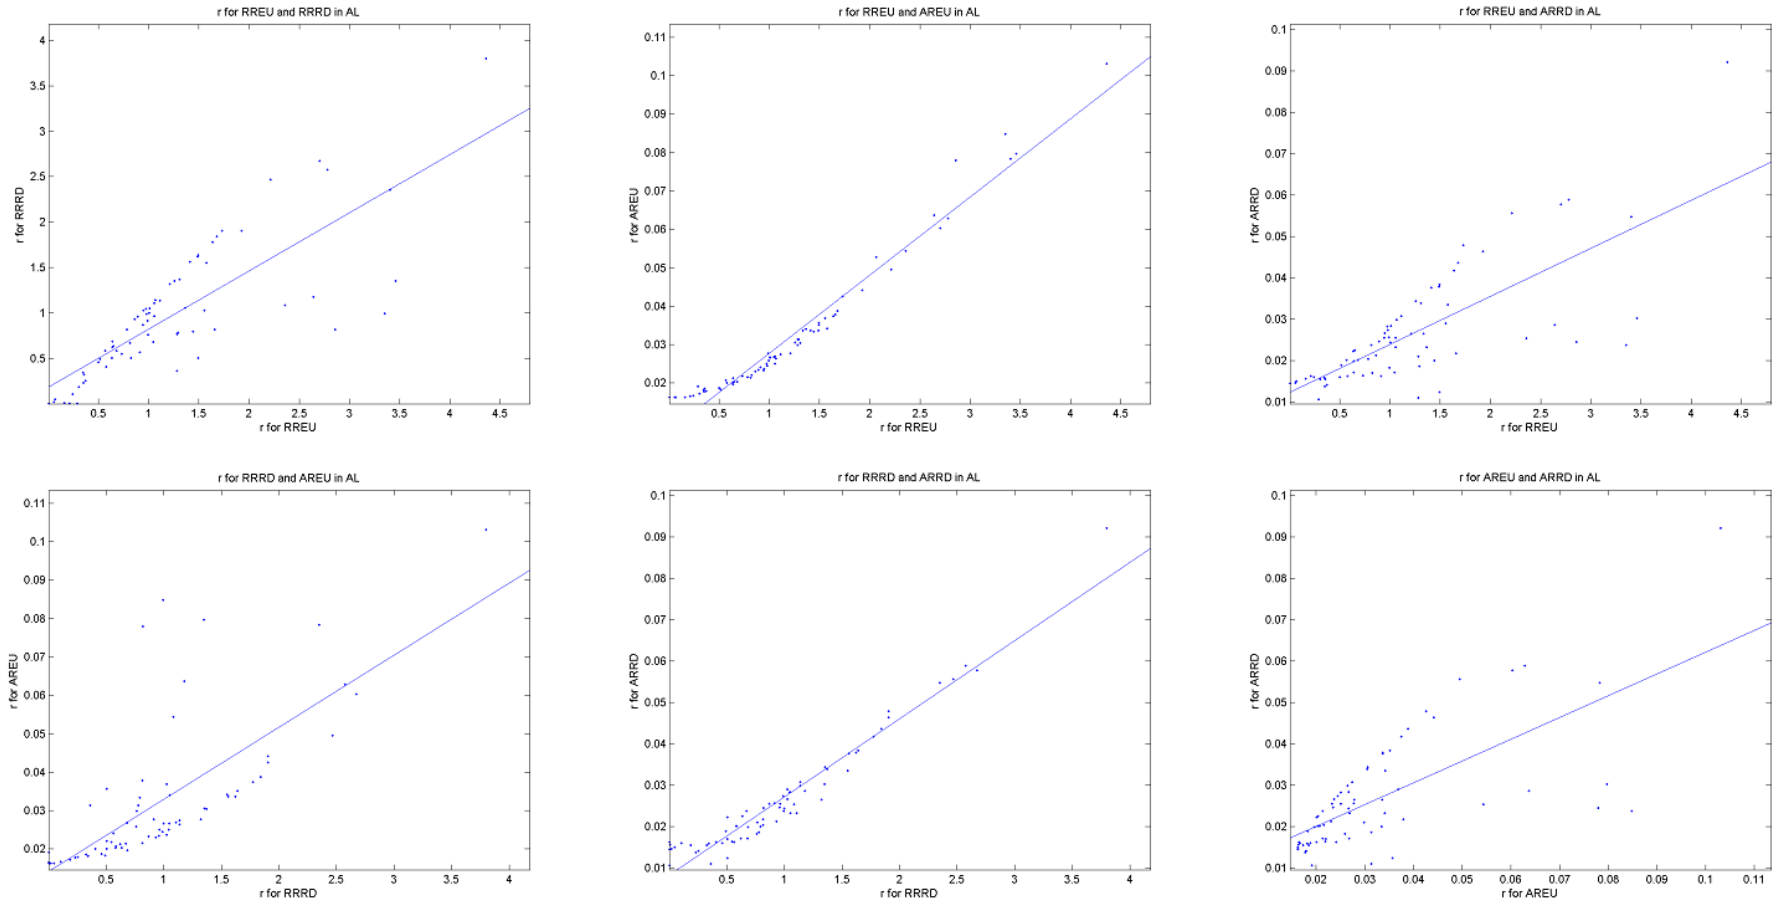 r for RREU and RRRD in AL
4
3.5
3
2.5
2
1.5
1
0.5
r for RRRD
0.5 1 1.5 2 2.5 3 3.5 4 4.5
r for RREU
r for RREU and AREU in AL
0.11
0.1
0.09
0.08
0.07
0.06
0.05
0.04
0.03
0.02
r for AREU
0.5 1 1.5 2 2.5 3 3.5 4 4.5
r for RREU
r for RREU and ARRD in AL
0.1
0.09
0.08
0.07
0.06
0.05
0.04
0.03
0.02
0.01
r for ARRD
0.5 1 1.5 2 2.5 3 3.5 4 4.5
r for RREU
r for RRRD and AREU in AL
0.11
0.1
0.09
0.08
0.07
0.06
0.05
0.04
0.03
0.02
r for AREU
0.5 1 1.5 2 2.5 3 3.5 4
r for RRRD
r for RRRD and ARRD in AL
0.1
0.09
0.08
0.07
0.06
0.05
0.04
0.03
0.02
0.01
r for ARRD
0.5 1 1.5 2 2.5 3 3.5 4
r for RRRD
r for AREU and ARRD in AL
0.1
0.09
0.08
0.07
0.06
0.05
0.04
0.03
0.02
0.01
r for ARRD
0.02 0.03 0.04 0.05 0.06 0.07 0.08 0.09 0.1 0.11
r for AREU